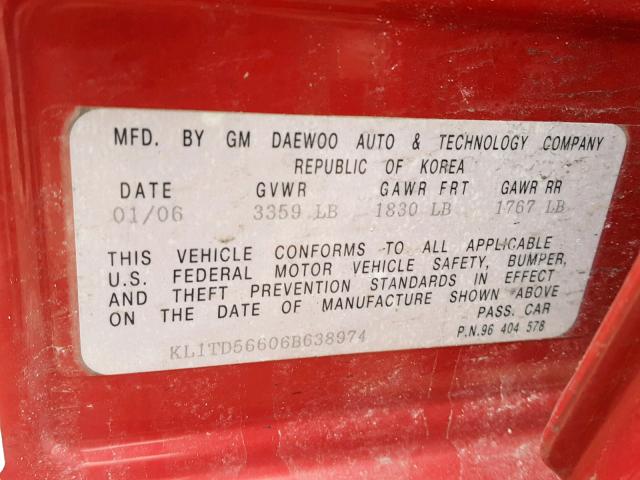 MFD. BY GM DAEWOO AUTO & TECHNOLOGY COMPANY
REPUBLIC OF KOREA
DATE GVWR GAWR FRT GAWR RR
01/06 3359 LB 1830 LB 1767 LB
THIS VEHICLE CONFORMS TO ALL APPLICABLE
U.S. FEDERAL MOTOR VEHICLE SAFETY, BUMPER,
AND THEFT PREVENTION STANDARDS IN EFFECT
ON THE DATE OF MANUFACTURE SHOWN ABOVE
PASS. CAR
KL1TD56606B638974 P.N.96 404 578